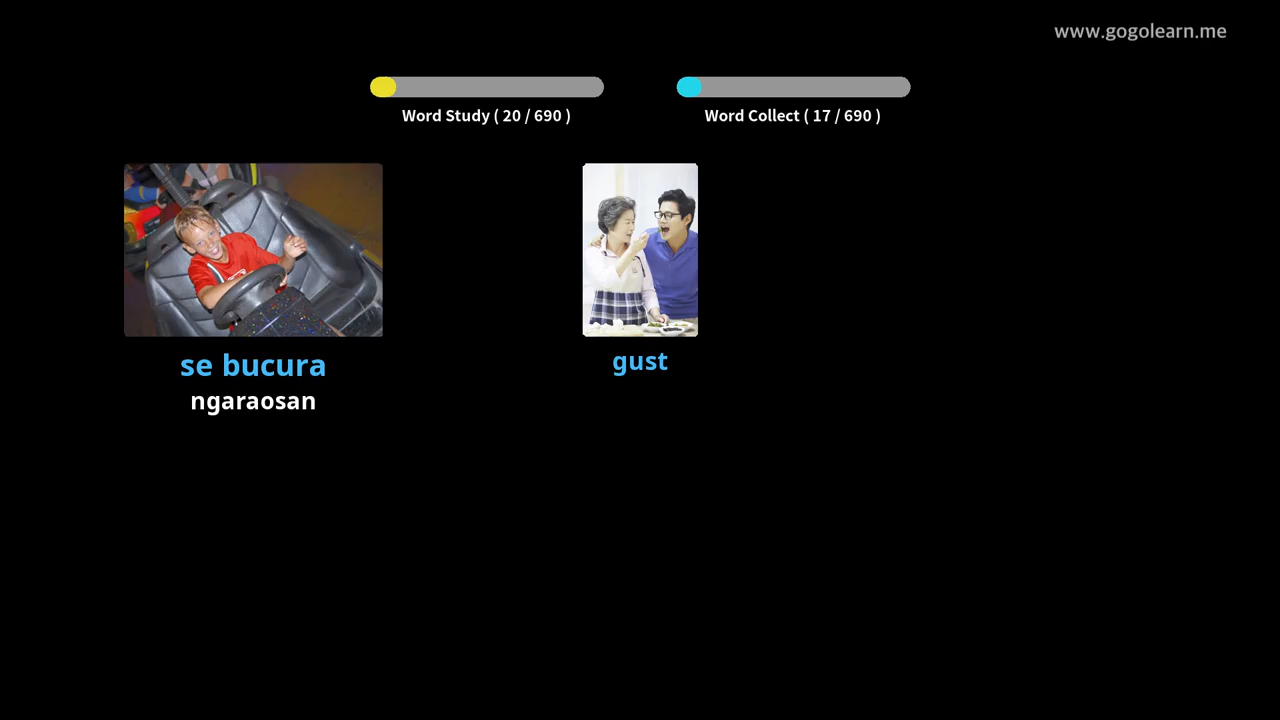 www.gogolearn.me
Word Study ( 20 / 690 )
Word Collect ( 17 / 690 )
se bucura
ngaraosan
gust